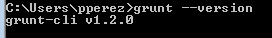 C:\Users\pperez>grunt --version
grunt-cli v1.2.0